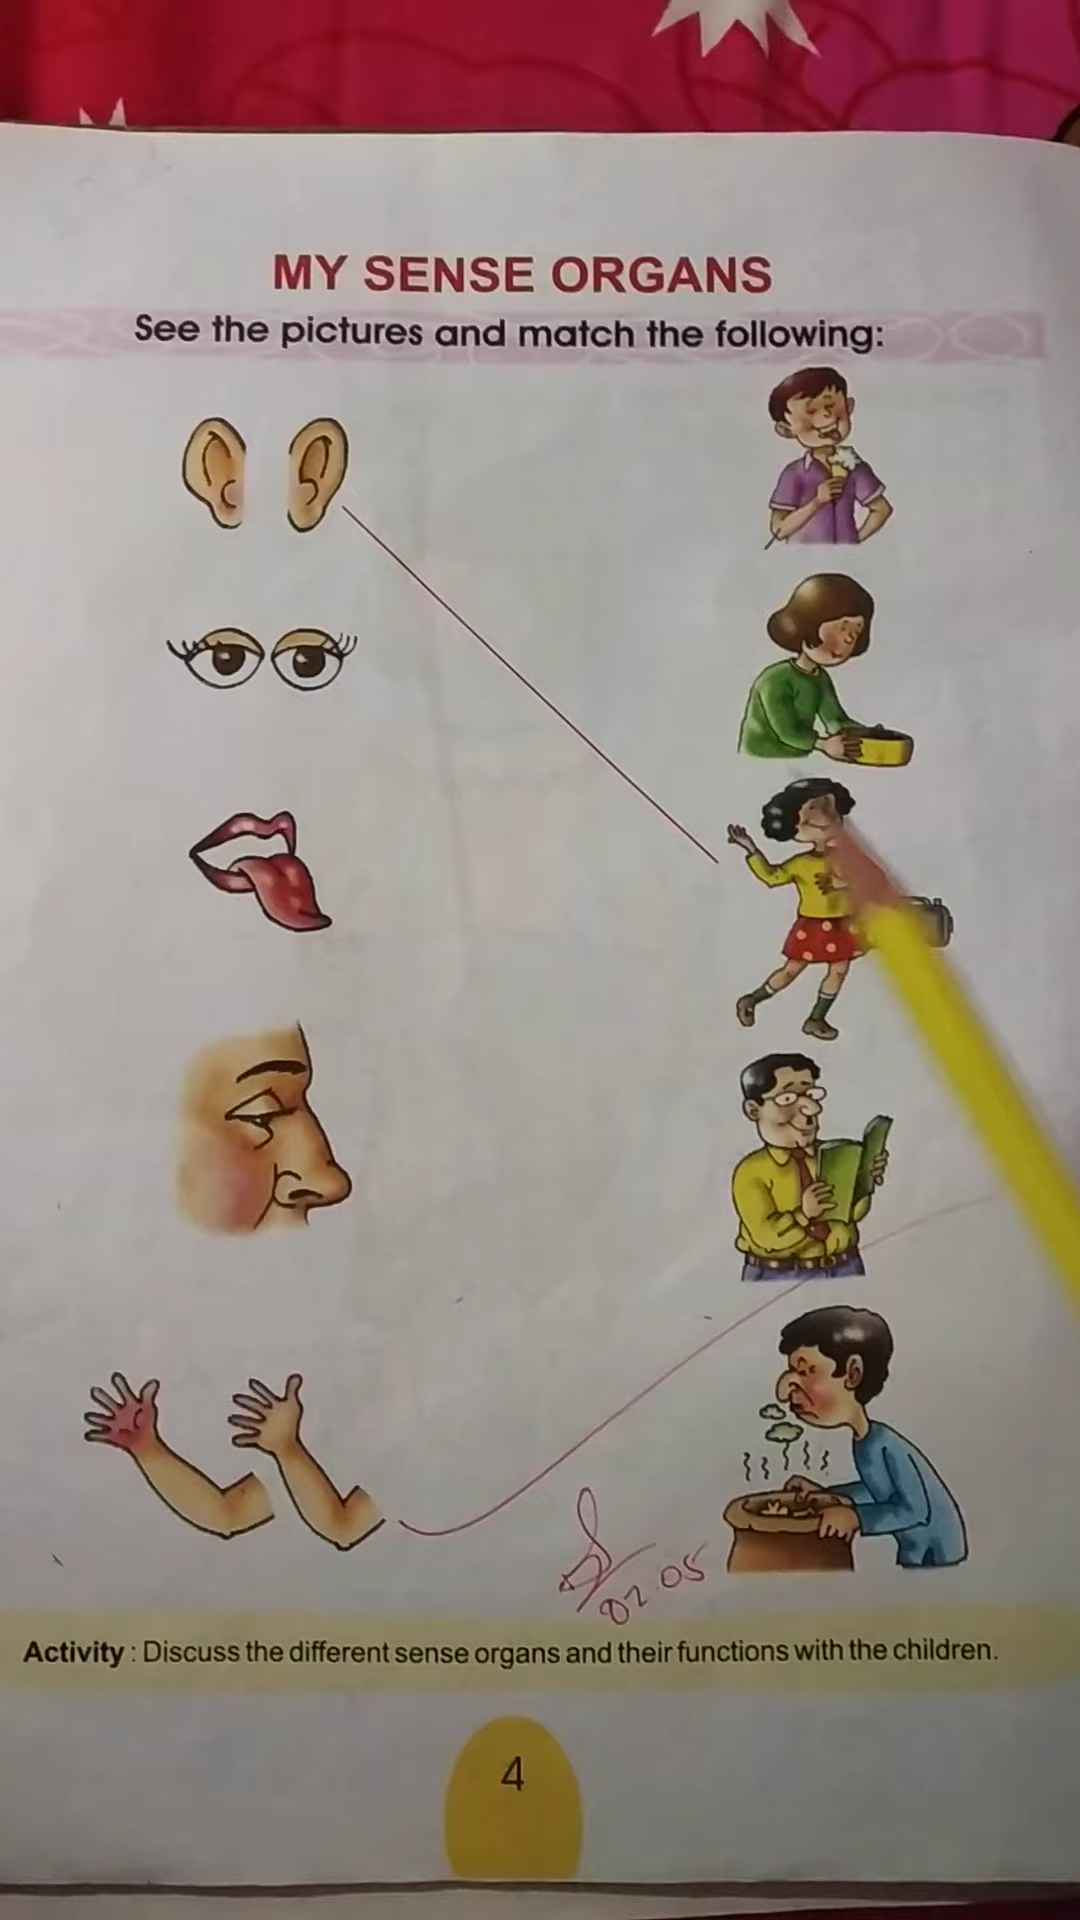 MY SENSE ORGANS
See the pictures and match the following:
02.05
Activity : Discuss the different sense organs and their functions with the children.
4